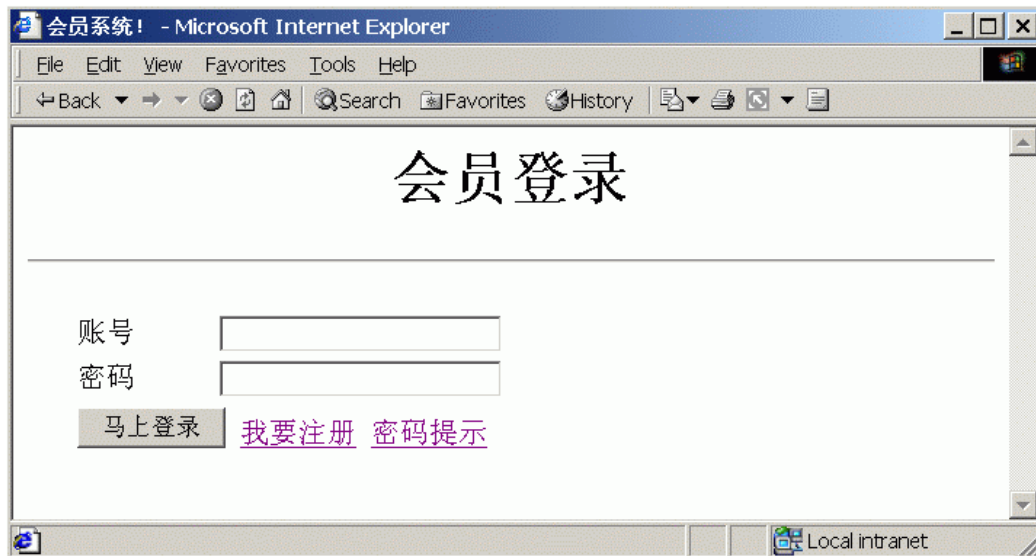 会员系统！ - Microsoft Internet Explorer
File Edit View Favorites Tools Help
Back Search Favorites History
会员登录
账号
密码
马上登录 我要注册 密码提示
Local intranet